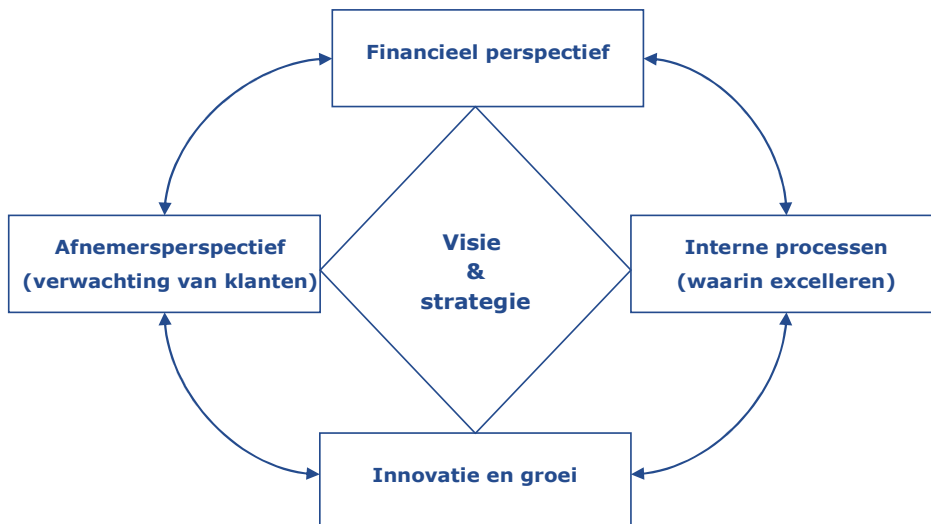 Financieel perspectief
Afnemersperspectief
(verwachting van klanten)
Visie
&
strategie
Interne processen
(waarin excelleren)
Innovatie en groei